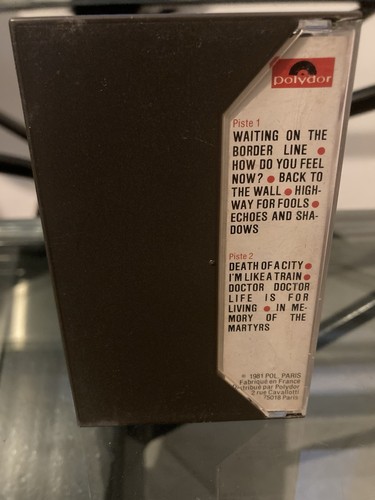 polydor
Piste 1
WAITING ON THE
BORDER LINE ●
HOW DO YOU FEEL
NOW? ● BACK TO
THE WALL ● HIGH-
WAY FOR FOOLS ●
ECHOES AND SHA-
DOWS
Piste 2
DEATH OF A CITY ●
I'M LIKE A TRAIN ●
DOCTOR DOCTOR
LIFE IS FOR
LIVING ● IN ME-
MORY OF THE
MARTYRS
℗ 1981 POL. PARIS
Fabriqué en France
Distribué par Polydor
2 rue Cavallotti
75018 Paris